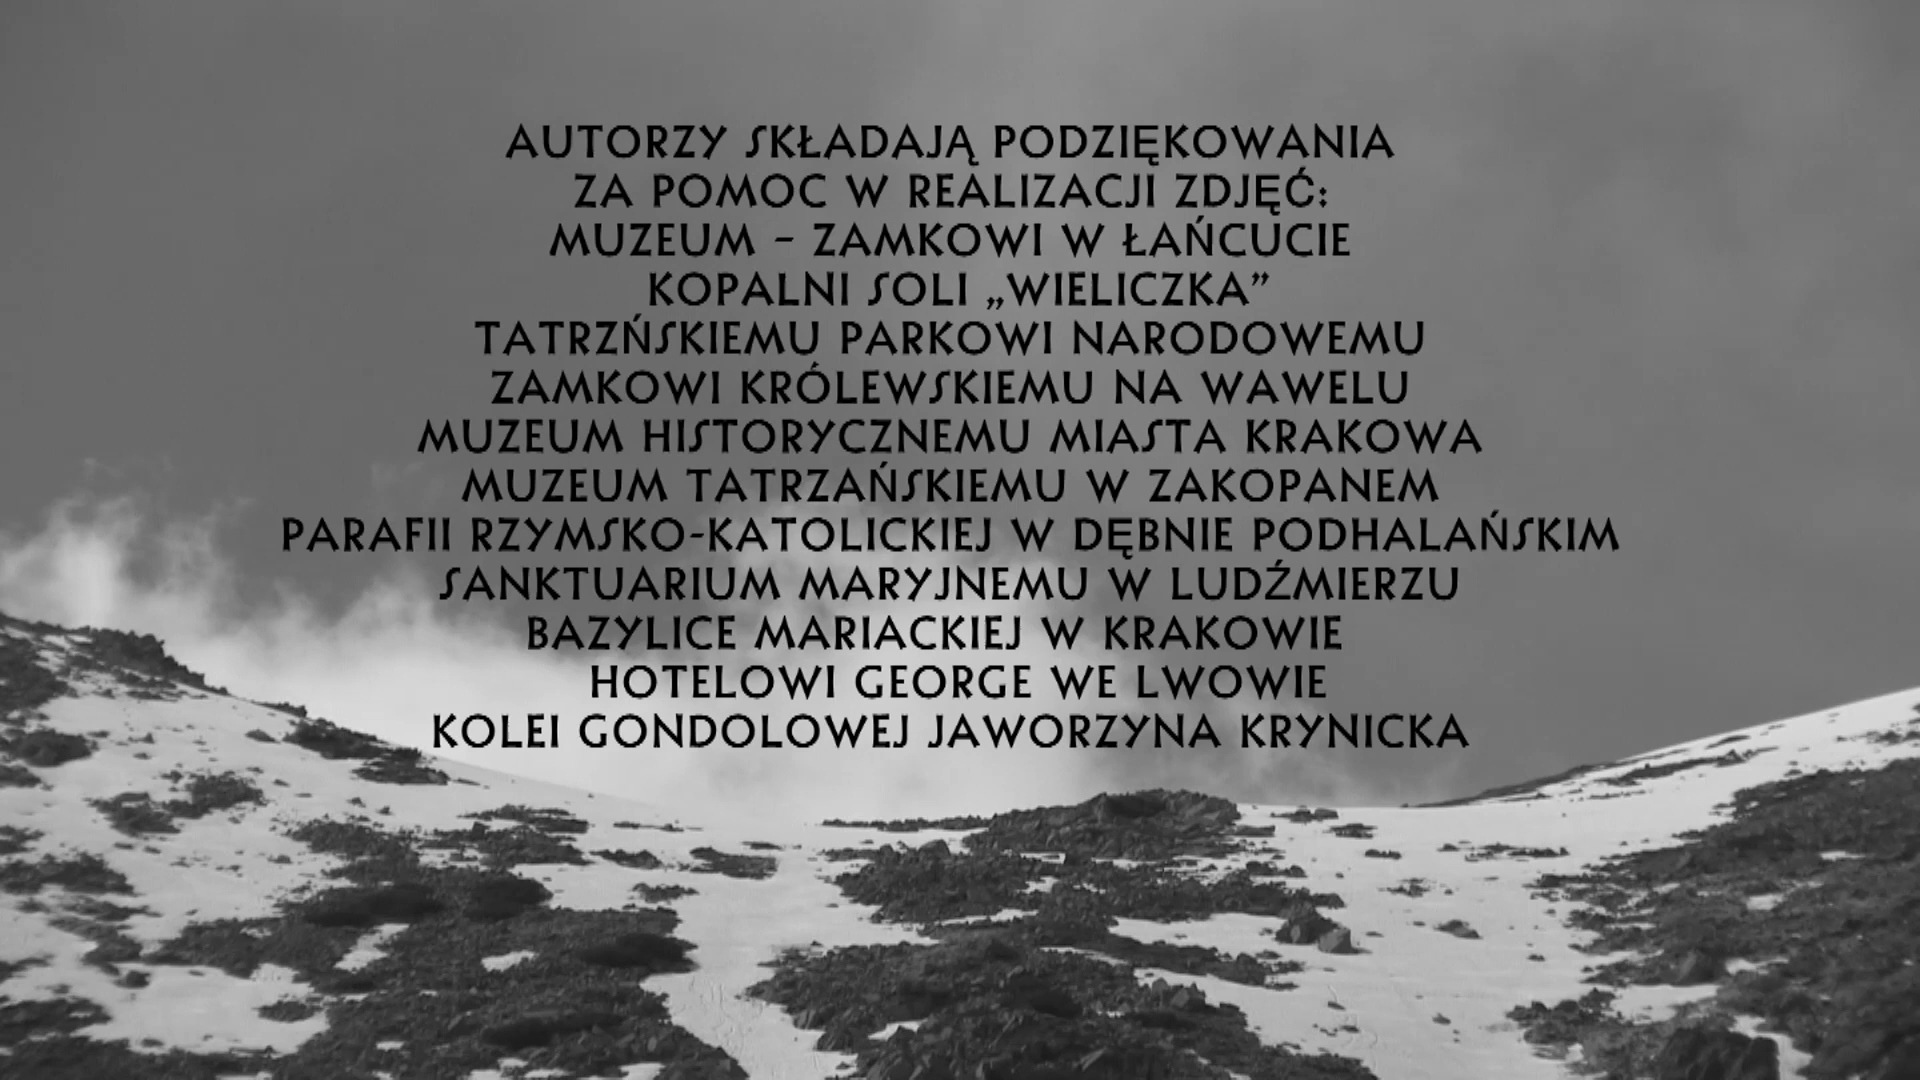 AUTORZY SKŁADAJĄ PODZIĘKOWANIA
ZA POMOC W REALIZACJI ZDJĘĆ:
MUZEUM – ZAMKOWI W ŁAŃCUCIE
KOPALNI SOLI „WIELICZKA”
TATRZŃSKIEMU PARKOWI NARODOWEMU
ZAMKOWI KRÓLEWSKIEMU NA WAWELU
MUZEUM HISTORYCZNEMU MIASTA KRAKOWA
MUZEUM TATRZAŃSKIEMU W ZAKOPANEM
PARAFII RZYMSKO-KATOLICKIEJ W DĘBNIE PODHALAŃSKIM
SANKTUARIUM MARYJNEMU W LUDŹMIERZU
BAZYLICE MARIACKIEJ W KRAKOWIE
HOTELOWI GEORGE WE LWOWIE
KOLEI GONDOLOWEJ JAWORZYNA KRYNICKA